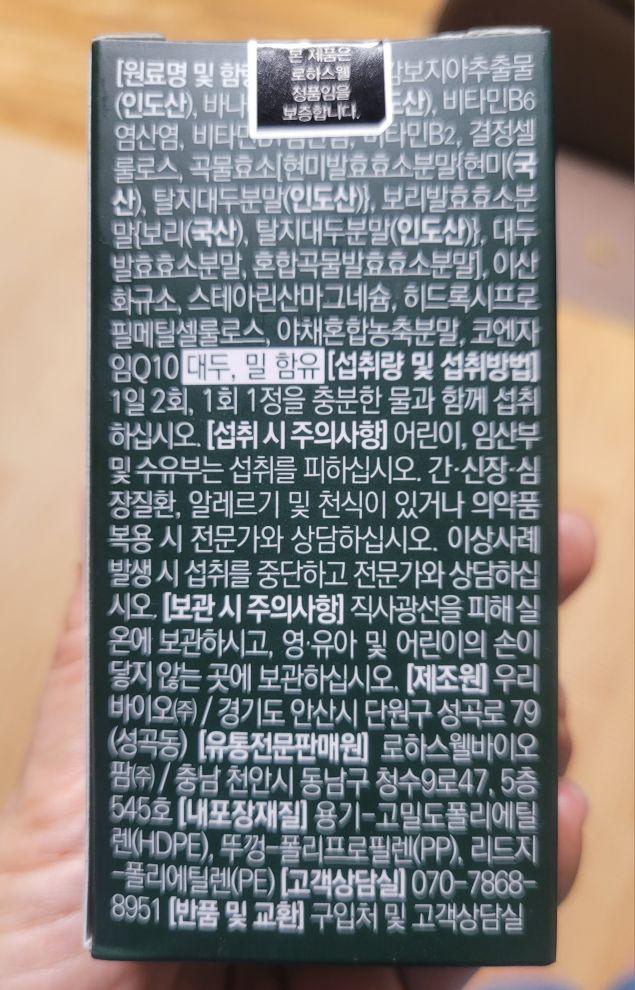 본 제품은
로하스웰
정품임을
보증합니다.
[원료명 및 함량 감보지아추출물
(인도산), 바나 산), 비타민B6
염산염, 비타민B1염산염, 비타민B2, 결정셀
룰로스, 곡물효소[현미발효효소분말{현미(국
산), 탈지대두분말(인도산)}, 보리발효효소분
말{보리(국산), 탈지대두분말(인도산)}, 대두
발효효소분말, 혼합곡물발효효소분말], 이산
화규소, 스테아린산마그네슘, 히드록시프로
필메틸셀룰로스, 야채혼합농축분말, 코엔자
임Q10 대두, 밀 함유 [섭취량 및 섭취방법]
1일 2회, 1회 1정을 충분한 물과 함께 섭취
하십시오. [섭취 시 주의사항] 어린이, 임산부
및 수유부는 섭취를 피하십시오. 간·신장·심
장질환, 알레르기 및 천식이 있거나 의약품
복용 시 전문가와 상담하십시오. 이상사례
발생 시 섭취를 중단하고 전문가와 상담하십
시오. [보관 시 주의사항] 직사광선을 피해 실
온에 보관하시고, 영·유아 및 어린이의 손이
닿지 않는 곳에 보관하십시오. [제조원] 우리
바이오㈜ / 경기도 안산시 단원구 성곡로 79
(성곡동) [유통전문판매원] 로하스웰바이오
팜㈜ / 충남 천안시 동남구 청수9로47, 5층
545호 [내포장재질] 용기-고밀도폴리에틸
렌(HDPE), 뚜껑-폴리프로필렌(PP), 리드지
-폴리에틸렌(PE) [고객상담실] 070-7868-
8951 [반품 및 교환] 구입처 및 고객상담실